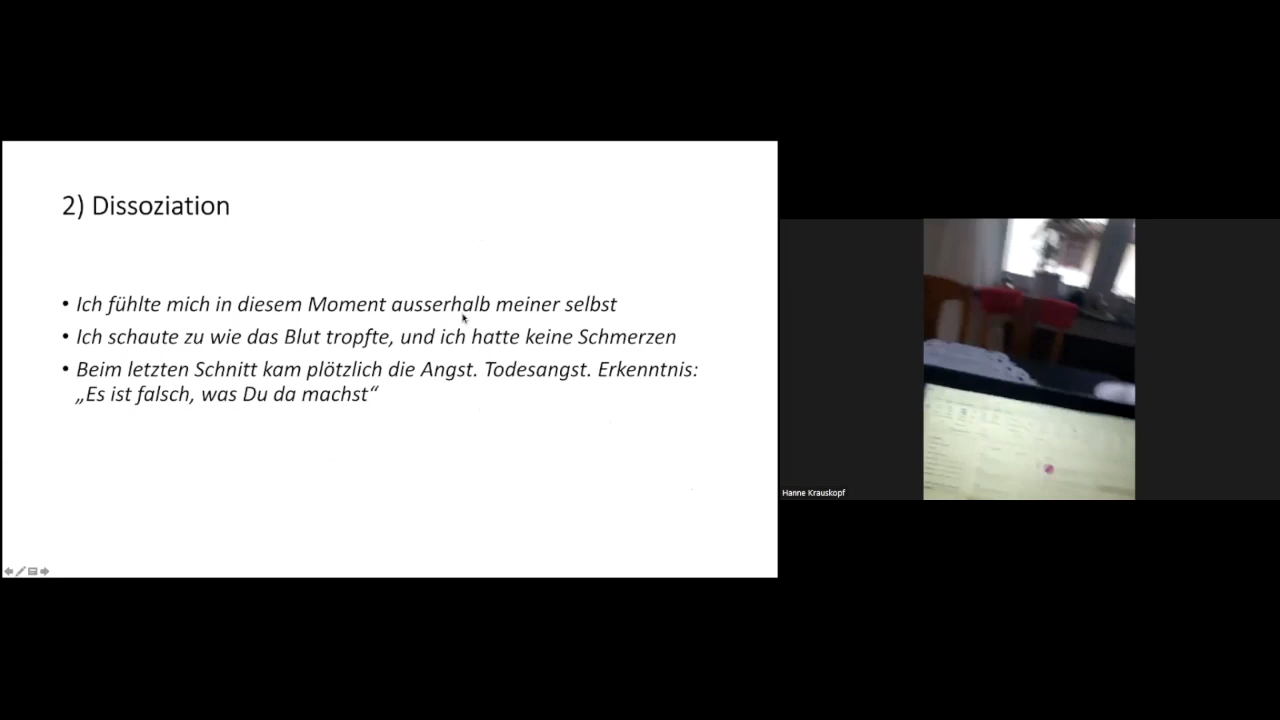 2) Dissoziation
• Ich fühlte mich in diesem Moment ausserhalb meiner selbst
• Ich schaute zu wie das Blut tropfte, und ich hatte keine Schmerzen
• Beim letzten Schnitt kam plötzlich die Angst. Todesangst. Erkenntnis:
„Es ist falsch, was Du da machst“
Hanne Krauskopf